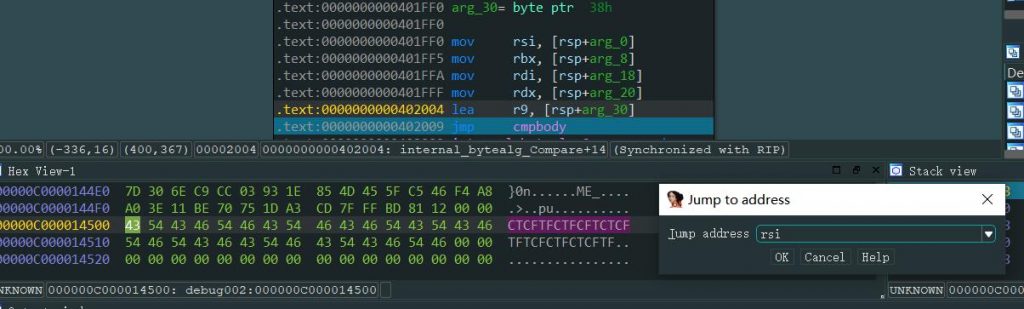 .text:0000000000401FF0 arg_30= byte ptr  38h
.text:0000000000401FF0
.text:0000000000401FF0 mov     rsi, [rsp+arg_0]
.text:0000000000401FF5 mov     rbx, [rsp+arg_8]
.text:0000000000401FFA mov     rdi, [rsp+arg_18]
.text:0000000000401FFF mov     rdx, [rsp+arg_20]
.text:0000000000402004 lea     r9, [rsp+arg_30]
.text:0000000000402009 jmp     cmpbody
De
00.00% (-336,16) (400,367) 00002004 0000000000402004: internal_bytealg_Compare+14 (Synchronized with RIP)
Hex View-1
Stack view
00000C0000144E0  7D 30 6E C9 CC 03 93 1E  85 4D 45 5F C5 46 F4 A8  }0n......ME_....
00000C0000144F0  A0 3E 11 BE 70 75 1D A3  CD 7F FF BD 81 12 00 00  .>..pu..........
00000C000014500  43 54 43 46 54 46 43 54  46 43 46 54 43 54 43 46  CTCFTFCTFCFTCTCF
00000C000014510  54 46 54 43 46 43 54 46  43 54 43 46 54 46 00 00  TFTCFCTFCTCFTF..
00000C000014520  00 00 00 00 00 00 00 00  00 00 00 00 00 00 00 00  ................
Jump to address
Jump address rsi
OK Cancel Help
UNKNOWN 000000C000014500: debug002:000000C000014500
UNKNOWN 000000C0000